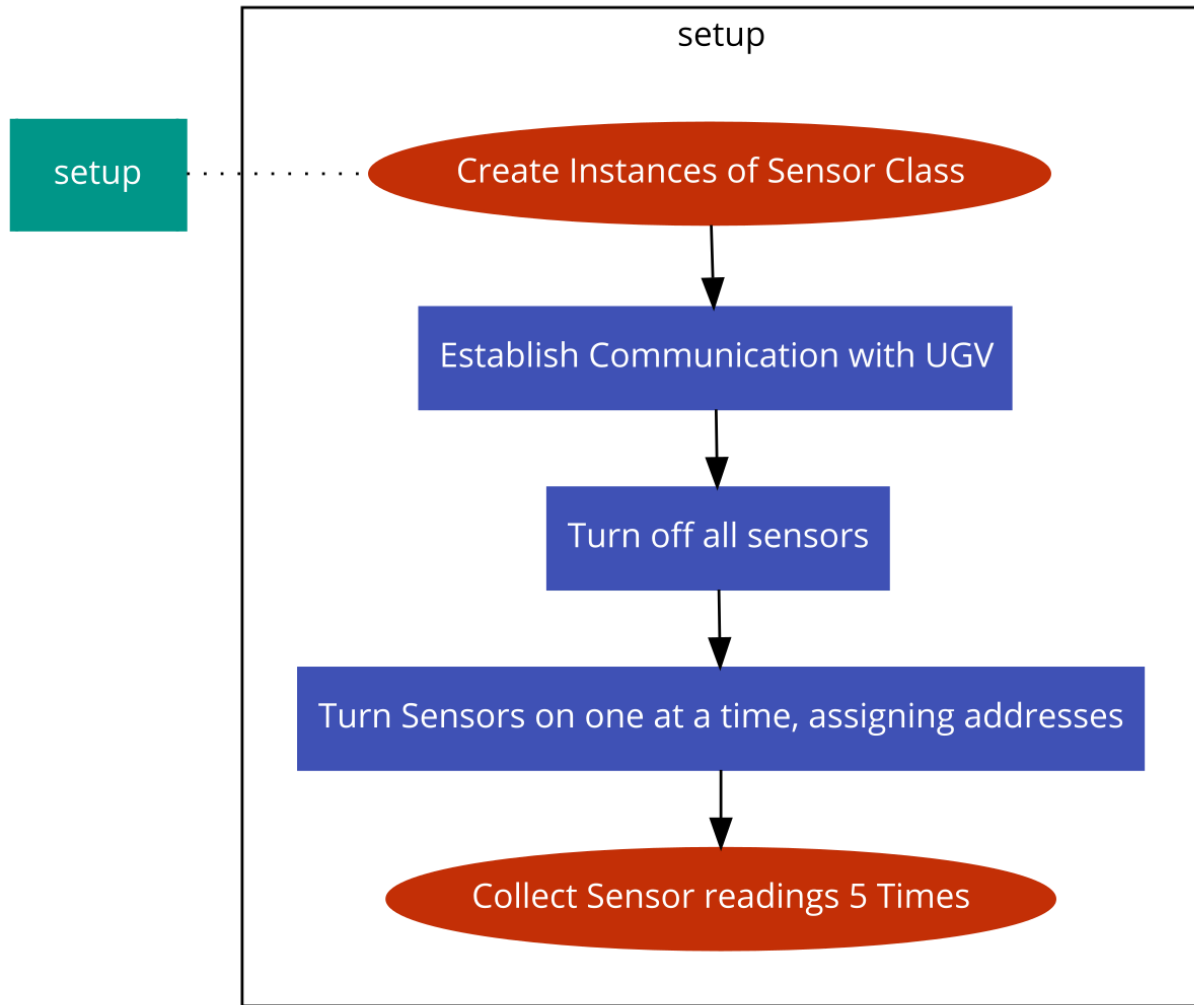 setup
setup
Create Instances of Sensor Class
Establish Communication with UGV
Turn off all sensors
Turn Sensors on one at a time, assigning addresses
Collect Sensor readings 5 Times